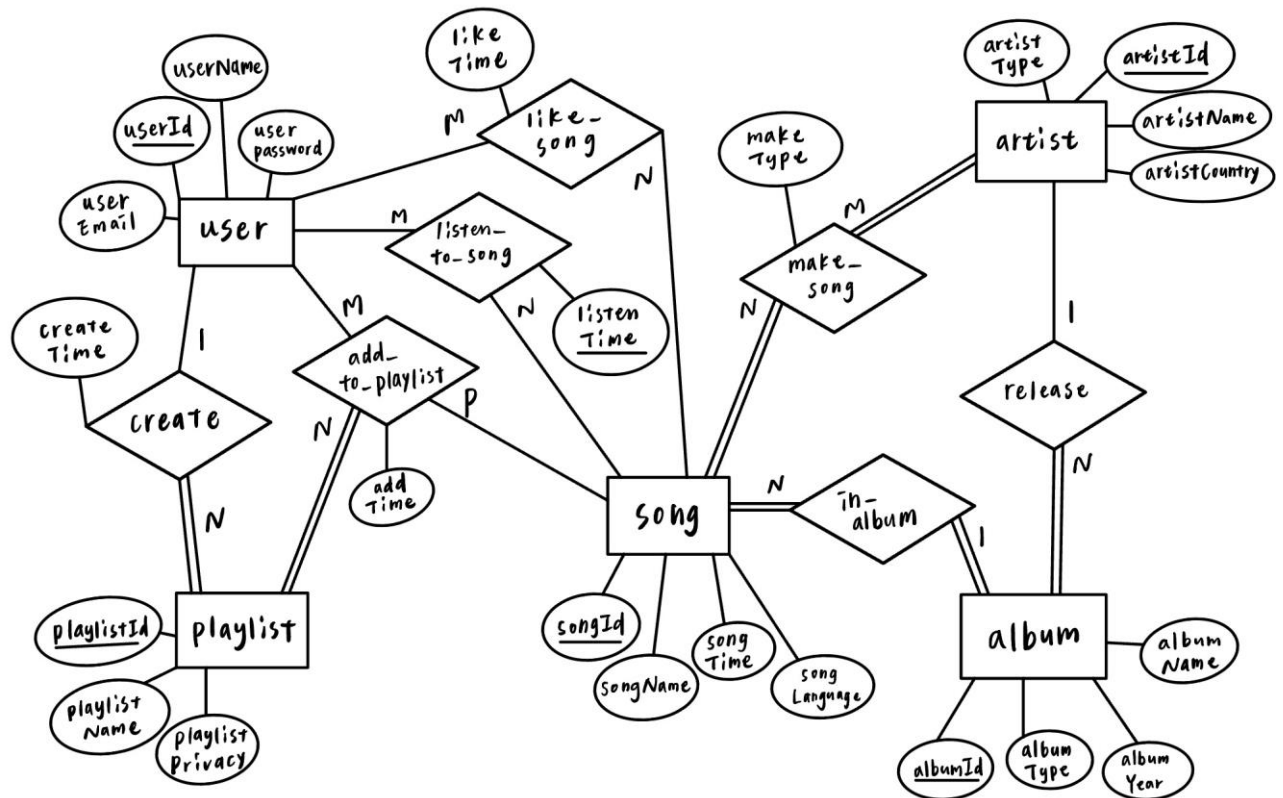 like
Time
userName
userId
user
password
user
Email
user
M
like_
song
N
artist
Type
artistId
artistName
artistCountry
artist
make
Type
M
make_
song
N
M
listen_
to_song
N
listen
Time
create
Time
1
create
N
M
add_
to_playlist
N
P
add
Time
1
release
N
song
N
in_
album
1
playlistId
playlist
playlist
Name
playlist
Privacy
songId
songName
song
Time
song
Language
album
album
Name
albumId
album
Type
album
Year